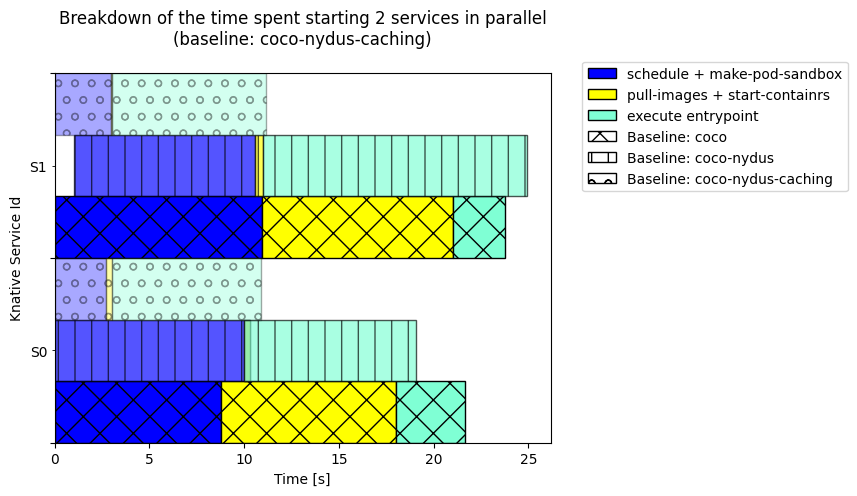 Breakdown of the time spent starting 2 services in parallel
(baseline: coco-nydus-caching)
schedule + make-pod-sandbox
pull-images + start-containrs
execute entrypoint
Baseline: coco
Baseline: coco-nydus
Baseline: coco-nydus-caching
Knative Service Id
S1
S0
0 5 10 15 20 25
Time [s]